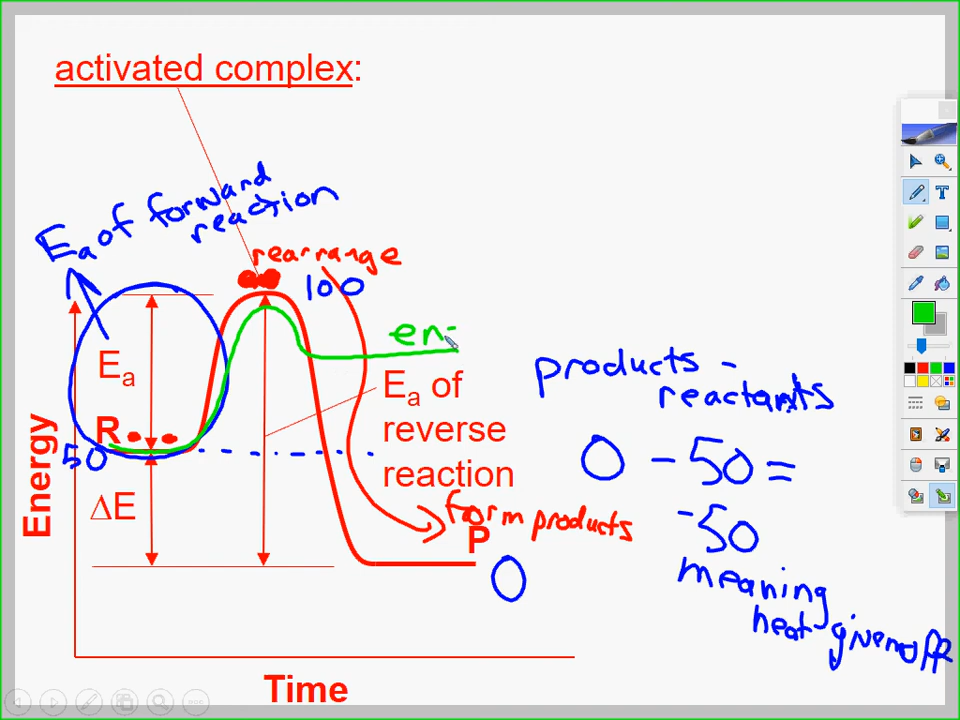 activated complex:
Ea of forward
reaction
rearrange
100
en
Ea
Ea of
reverse
reaction
R
50
ΔE
Energy
form products
P
0
products -
reactants
0 - 50 =
-50
meaning
heat given off
Time